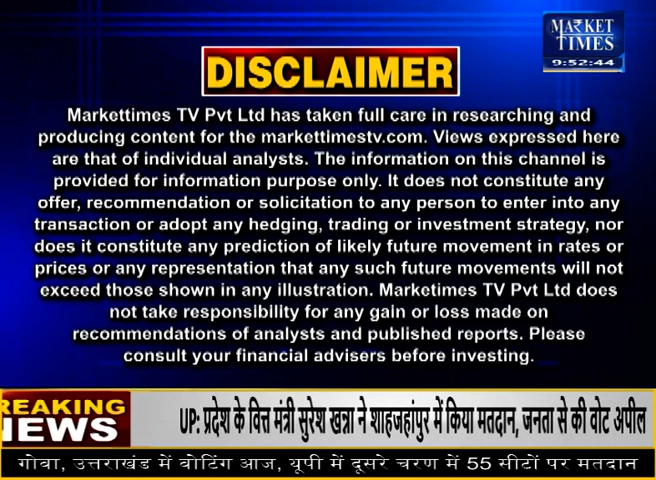 MARKET
TIMES
9:52:44
DISCLAIMER
Markettimes TV Pvt Ltd has taken full care in researching and
producing content for the markettimestv.com. Views expressed here
are that of individual analysts. The information on this channel is
provided for information purpose only. It does not constitute any
offer, recommendation or solicitation to any person to enter into any
transaction or adopt any hedging, trading or investment strategy, nor
does it constitute any prediction of likely future movement in rates or
prices or any representation that any such future movements will not
exceed those shown in any illustration. Marketimes TV Pvt Ltd does
not take responsibility for any gain or loss made on
recommendations of analysts and published reports. Please
consult your financial advisers before investing.
REAKING
NEWS
UP: प्रदेश के वित्त मंत्री सुरेश खन्ना ने शाहजहांपुर में किया मतदान, जनता से की वोट अपील
गोवा, उत्तराखंड में वोटिंग आज, यूपी में दूसरे चरण में 55 सीटों पर मतदान